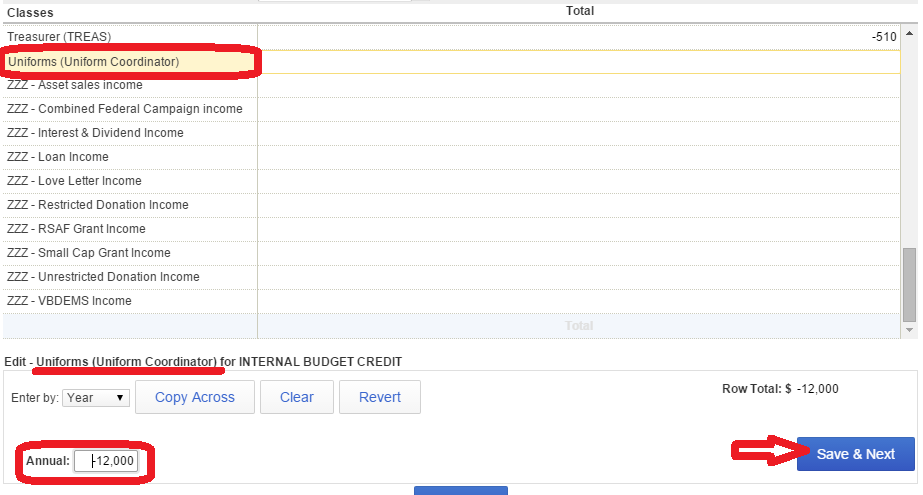 Classes Total
Treasurer (TREAS) -510
Uniforms (Uniform Coordinator)
ZZZ - Asset sales income
ZZZ - Combined Federal Campaign income
ZZZ - Interest & Dividend Income
ZZZ - Loan Income
ZZZ - Love Letter Income
ZZZ - Restricted Donation Income
ZZZ - RSAF Grant Income
ZZZ - Small Cap Grant Income
ZZZ - Unrestricted Donation Income
ZZZ - VBDEMS Income
Total
Edit - Uniforms (Uniform Coordinator) for INTERNAL BUDGET CREDIT
Enter by: Year Copy Across Clear Revert Row Total: $ -12,000
Annual: -12,000 Save & Next